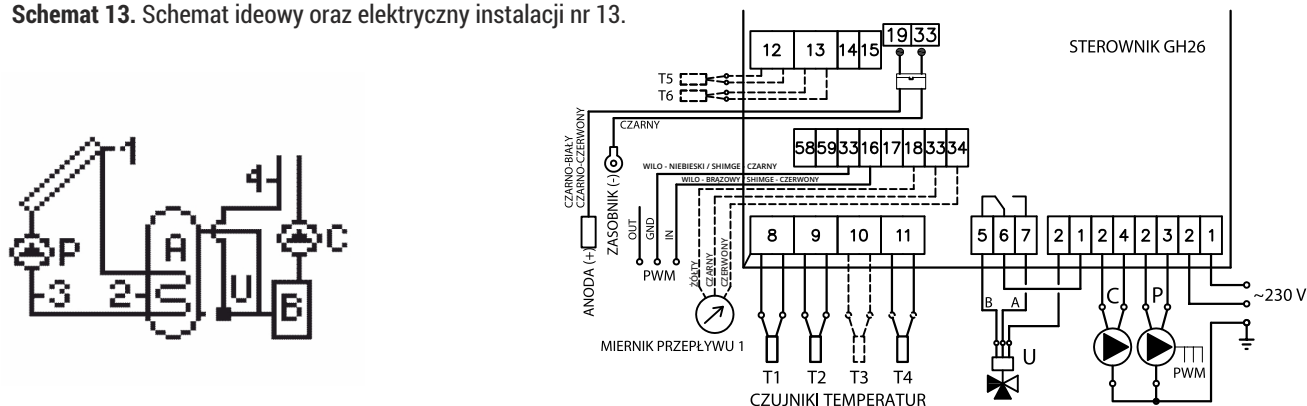 Schemat 13. Schemat ideowy oraz elektryczny instalacji nr 13.
1
4
P
A
C
3
2
U
B
STEROWNIK GH26
19 33
12 13 14 15
T5
T6
CZARNO-BIAŁY
CZARNO-CZERWONY
CZARNY
ZASOBNIK (-)
ANODA (+)
58 59 33 16 17 18 33 34
WILO - NIEBIESKI / SHIMGE - CZARNY
WILO - BRĄZOWY / SHIMGE - CZERWONY
OUT
GND
IN
PWM
ŻÓŁTY
CZARNY
CZERWONY
MIERNIK PRZEPŁYWU 1
8 9 10 11
T1 T2 T3 T4
CZUJNIKI TEMPERATUR
5 6 7
B A
U
2 1 2 4 2 3 2 1
C P
PWM
~230 V